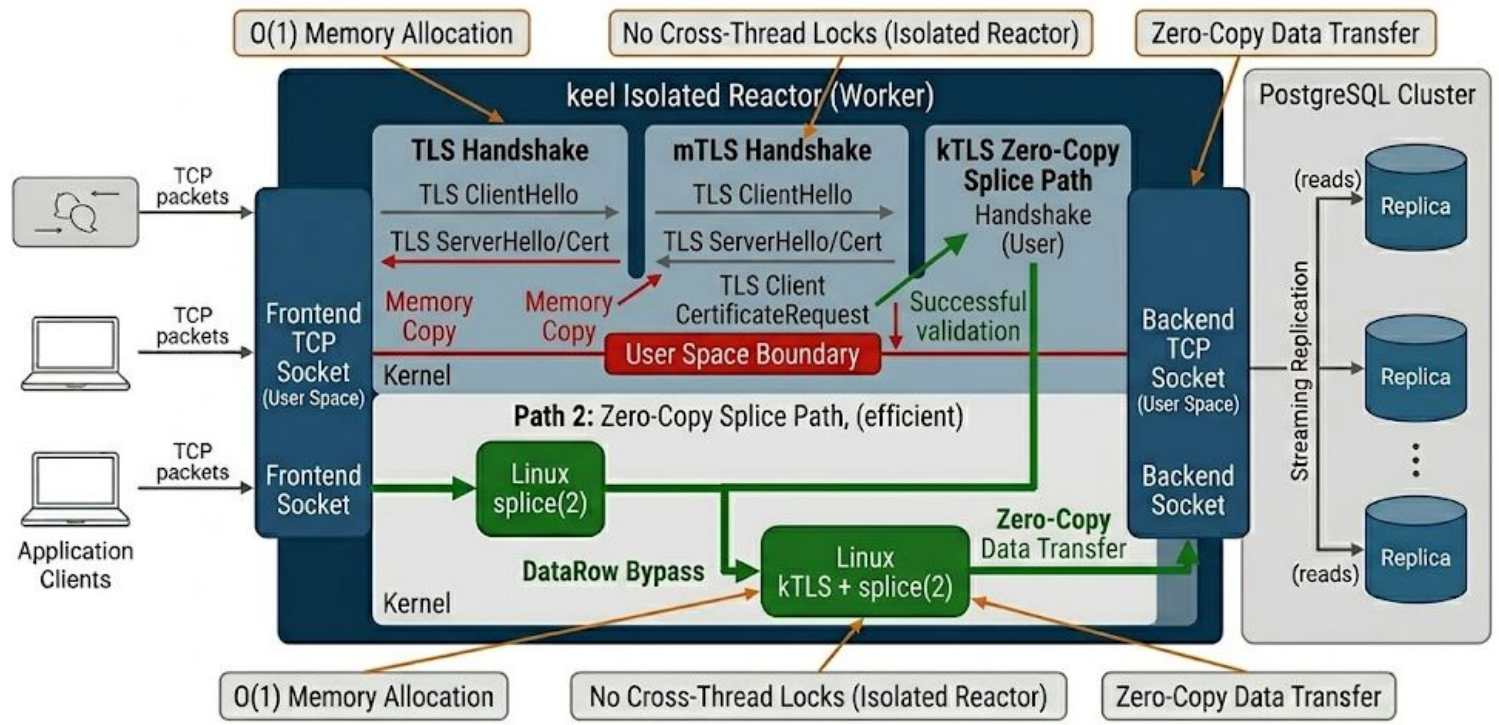 O(1) Memory Allocation
No Cross-Thread Locks (Isolated Reactor)
Zero-Copy Data Transfer
keel Isolated Reactor (Worker)
PostgreSQL Cluster
TLS Handshake
TLS ClientHello
TLS ServerHello/Cert
Memory
Copy
mTLS Handshake
TLS ClientHello
TLS ServerHello/Cert
TLS Client
CertificateRequest
Memory
Copy
kTLS Zero-Copy
Splice Path
Handshake
(User)
Successful
validation
User Space Boundary
Kernel
TCP
packets
TCP
packets
TCP
packets
Application
Clients
Frontend
TCP
Socket
(User Space)
Frontend
Socket
Path 2: Zero-Copy Splice Path, (efficient)
Linux
splice(2)
DataRow Bypass
Linux
kTLS + splice(2)
Zero-Copy
Data Transfer
Kernel
Backend
TCP
Socket
(User Space)
Backend
Socket
Streaming Replication
(reads)
Replica
Replica
Replica
(reads)
O(1) Memory Allocation
No Cross-Thread Locks (Isolated Reactor)
Zero-Copy Data Transfer